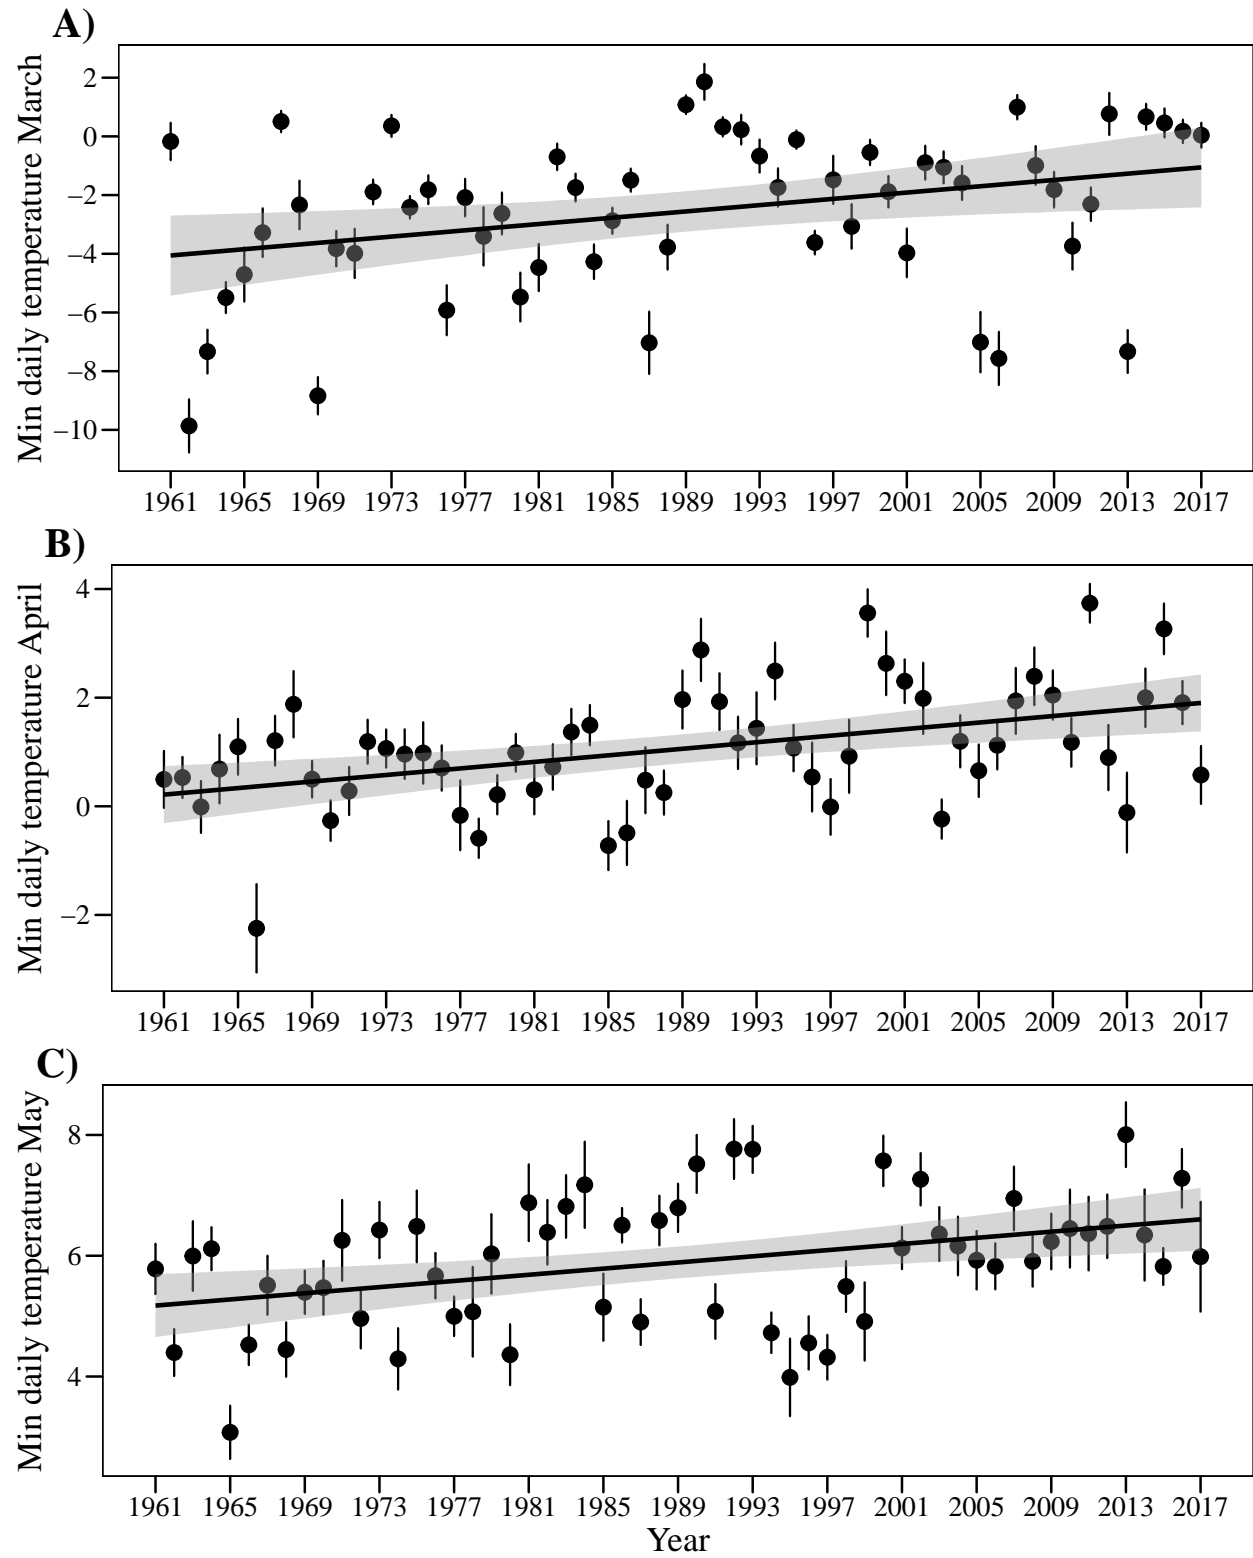 A)
Min daily temperature March
2
0
−2
−4
−6
−8
−10
1961 1965 1969 1973 1977 1981 1985 1989 1993 1997 2001 2005 2009 2013 2017
B)
Min daily temperature April
4
2
0
−2
1961 1965 1969 1973 1977 1981 1985 1989 1993 1997 2001 2005 2009 2013 2017
C)
Min daily temperature May
8
6
4
1961 1965 1969 1973 1977 1981 1985 1989 1993 1997 2001 2005 2009 2013 2017
Year